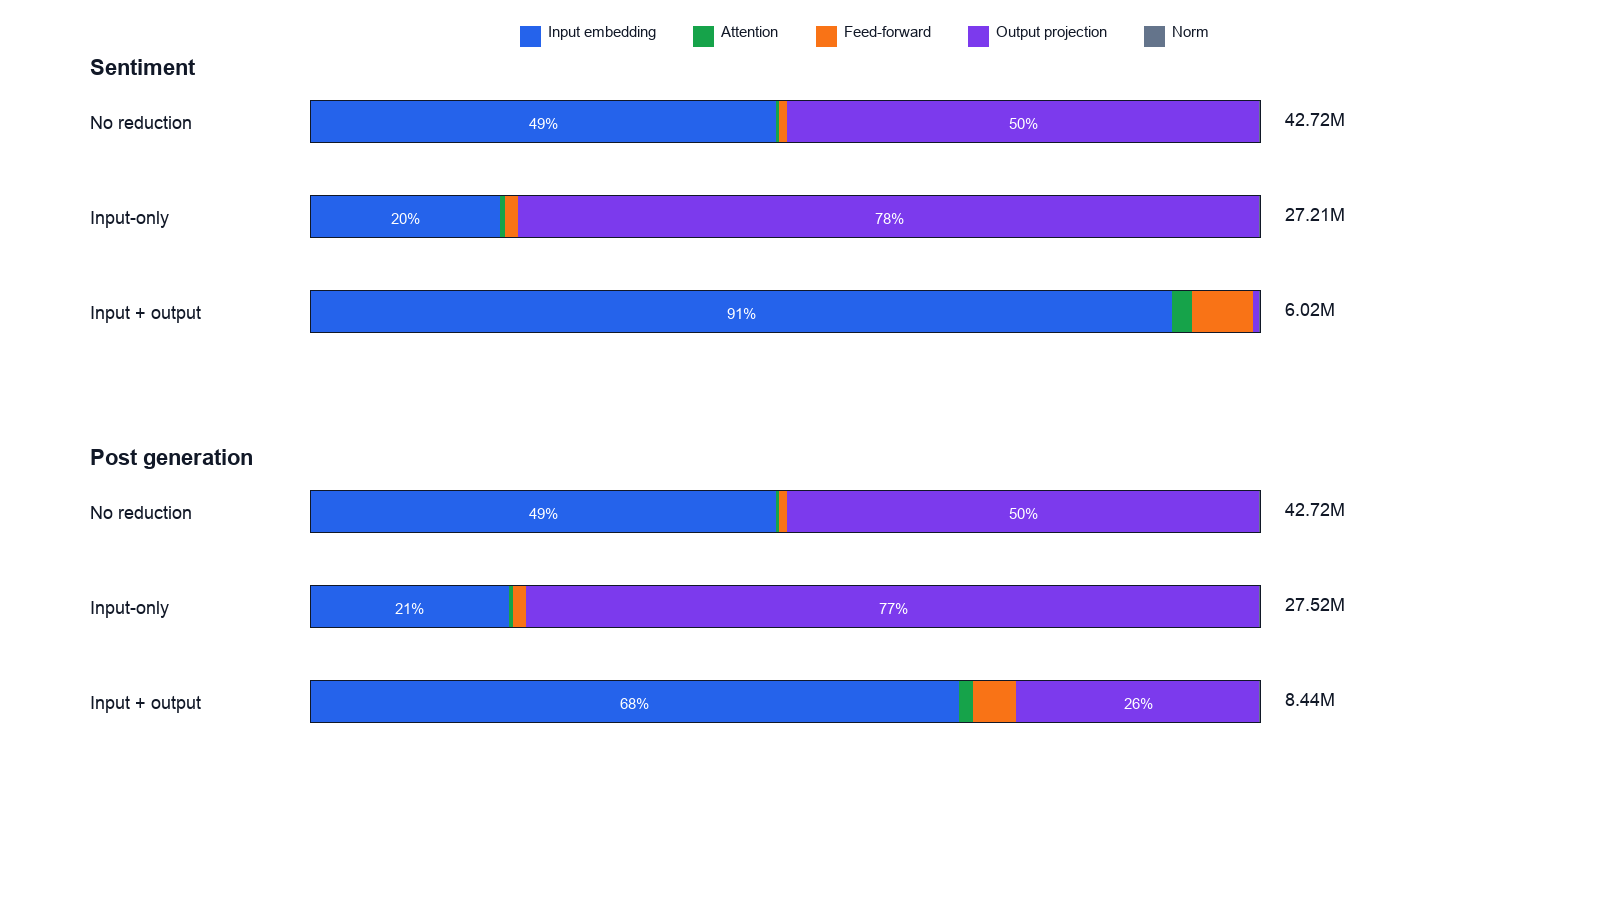 Input embedding Attention Feed-forward Output projection Norm
Sentiment
No reduction 49% 50% 42.72M
Input-only 20% 78% 27.21M
Input + output 91% 6.02M
Post generation
No reduction 49% 50% 42.72M
Input-only 21% 77% 27.52M
Input + output 68% 26% 8.44M